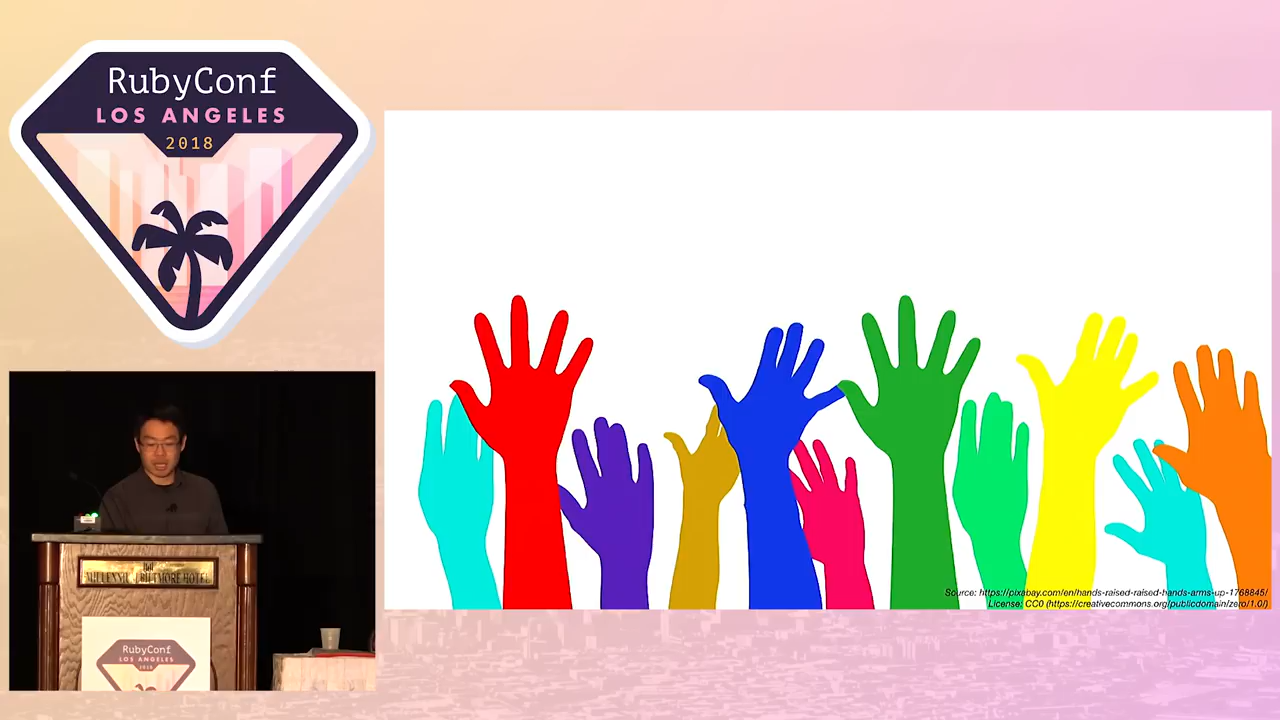 RubyConf
LOS ANGELES
2018
MILLENNIUM BILTMORE HOTEL
RubyConf
LOS ANGELES
2018
Source: https://pixabay.com/en/hands-raised-raised-hands-arms-up-1768845/
License: CC0 (https://creativecommons.org/publicdomain/zero/1.0/)